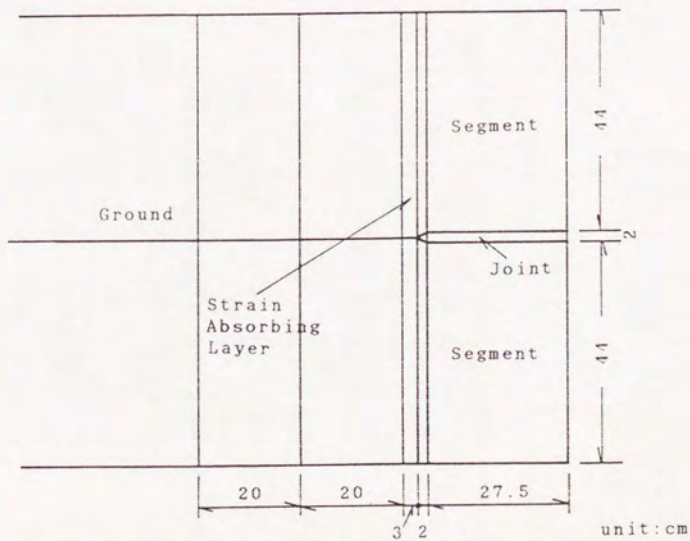 Segment
44
Ground
2
Joint
Strain
Absorbing
Layer
Segment
44
20
20
27.5
3
2
unit:cm